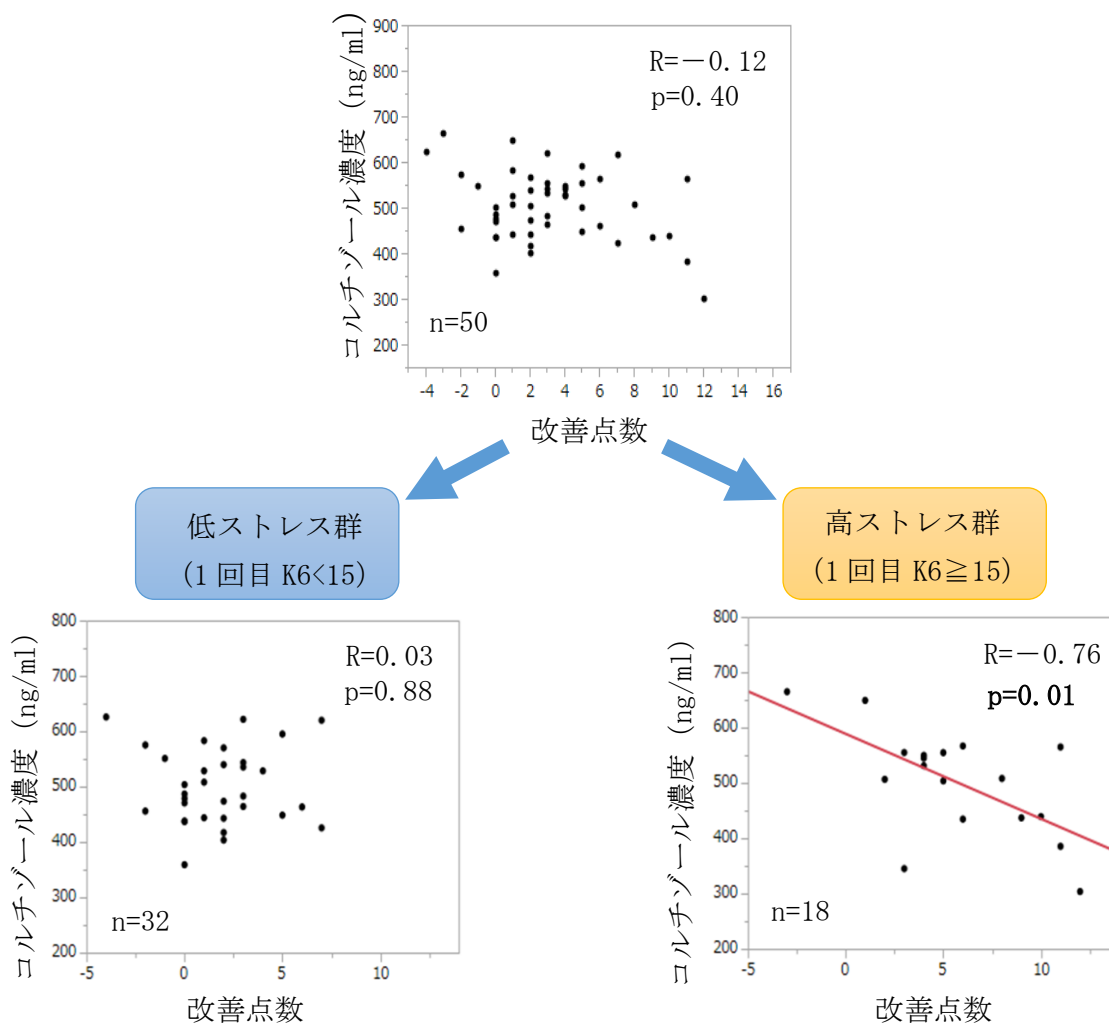 コルチゾール濃度 (ng/ml)
900
800
700
600
500
400
300
200
R=－0.12
p=0.40
n=50
-4 -2 0 2 4 6 8 10 12 14 16
改善点数
低ストレス群
(1 回目 K6<15)
高ストレス群
(1 回目 K6≧15)
コルチゾール濃度 (ng/ml)
800
700
600
500
400
300
200
R=0.03
p=0.88
n=32
-5 0 5 10
改善点数
コルチゾール濃度 (ng/ml)
800
700
600
500
400
300
200
R=－0.76
p=0.01
n=18
-5 0 5 10
改善点数